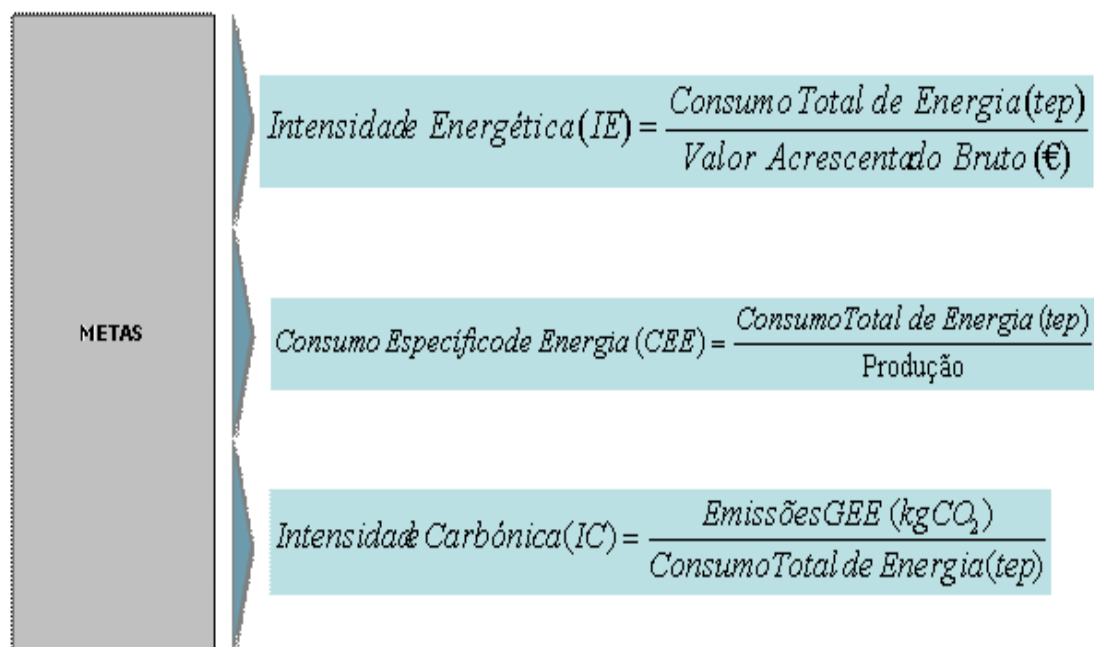 METAS
Intensidade Energética (IE) = Consumo Total de Energia (tep) / Valor Acrescentado Bruto (€)
Consumo Específico de Energia (CEE) = Consumo Total de Energia (tep) / Produção
Intensidade Carbónica (IC) = Emissões GEE (kgCO₂) / Consumo Total de Energia (tep)